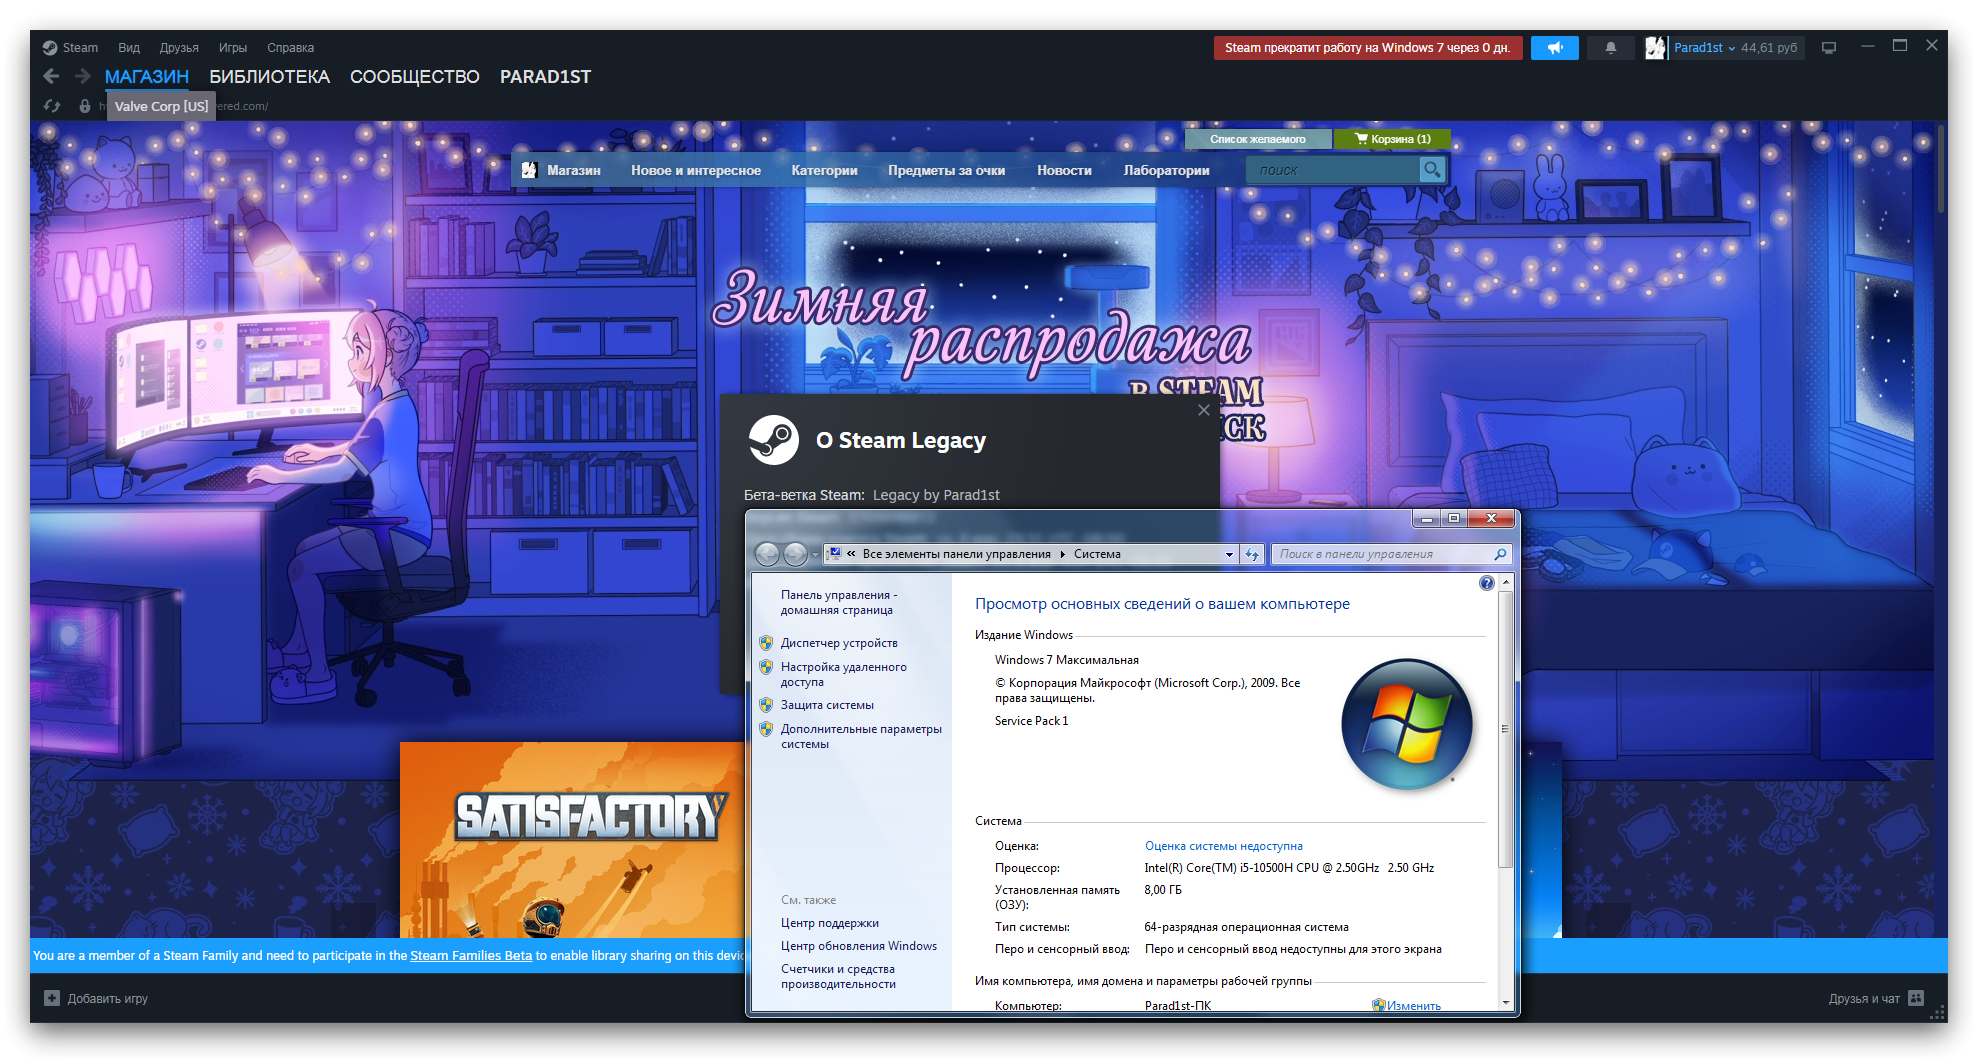 Steam Вид Друзья Игры Справка
Steam прекратит работу на Windows 7 через 0 дн.
Parad1st 44,61 руб
МАГАЗИН БИБЛИОТЕКА СООБЩЕСТВО PARAD1ST
Valve Corp [US]
ered.com/
Список желаемого
Корзина (1)
Магазин Новое и интересное Категории Предметы за очки Новости Лаборатории
поиск
Зимняя
распродажа
в STEAM
О Steam Legacy
Бета-ветка Steam: Legacy by Parad1st
« Все элементы панели управления Система
Поиск в панели управления
Панель управления -
домашняя страница
Диспетчер устройств
Настройка удаленного
доступа
Защита системы
Дополнительные параметры
системы
См. также
Центр поддержки
Центр обновления Windows
Счетчики и средства
производительности
Просмотр основных сведений о вашем компьютере
Издание Windows
Windows 7 Максимальная
© Корпорация Майкрософт (Microsoft Corp.), 2009. Все
права защищены.
Service Pack 1
Система
Оценка: Оценка системы недоступна
Процессор: Intel(R) Core(TM) i5-10500H CPU @ 2.50GHz 2.50 GHz
Установленная память
(ОЗУ):
8,00 ГБ
Тип системы: 64-разрядная операционная система
Перо и сенсорный ввод: Перо и сенсорный ввод недоступны для этого экрана
Имя компьютера, имя домена и параметры рабочей группы
Компьютер: Parad1st-ПК
Изменить
SATISFACTORY
You are a member of a Steam Family and need to participate in the Steam Families Beta to enable library sharing on this
Добавить игру
Друзья и чат